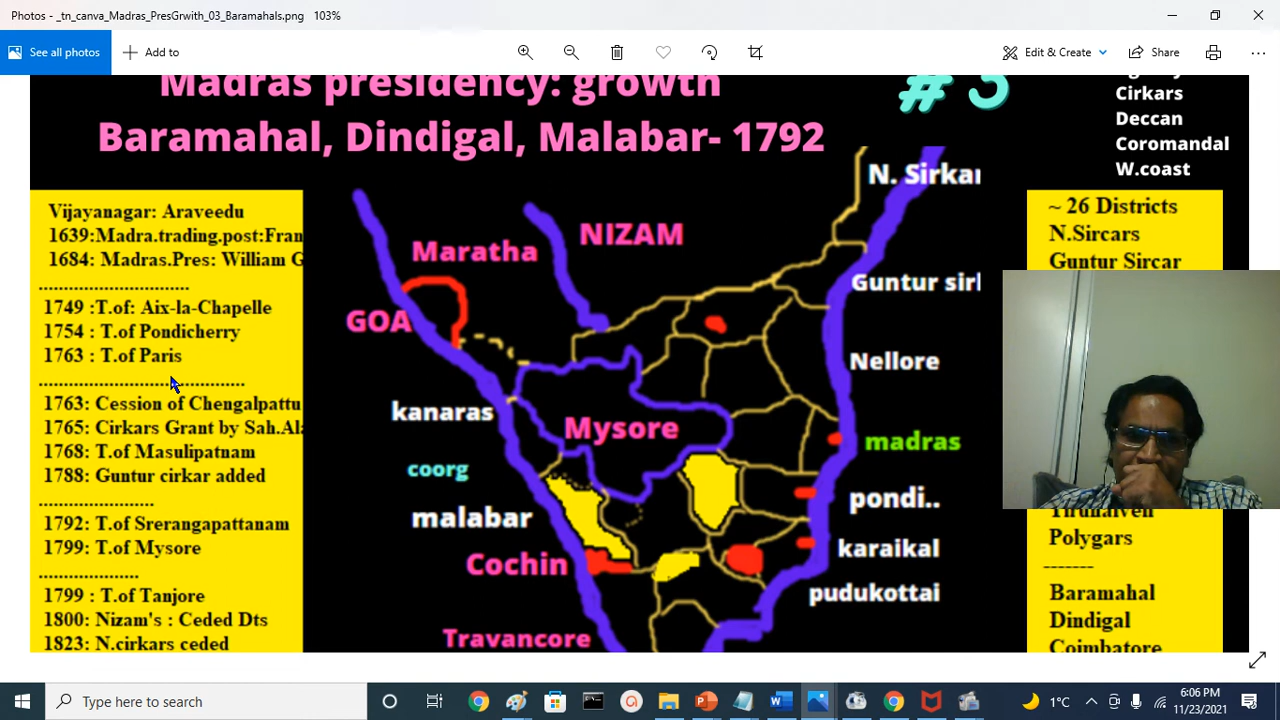 Photos - _tn_canva_Madras_PresGrwith_03_Baramahals.png 103%
See all photos
Add to
Edit & Create
Share
Madras presidency: growth
# 3
Baramahal, Dindigal, Malabar- 1792
Cirkars
Deccan
Coromandal
W.coast
Vijayanagar: Araveedu
1639:Madra.trading.post:Fran
1684: Madras.Pres: William G
..............................
1749 :T.of: Aix-la-Chapelle
1754 : T.of Pondicherry
1763 : T.of Paris
.........................................
1763: Cession of Chengalpattu
1765: Cirkars Grant by Sah.Ala
1768: T.of Masulipatnam
1788: Guntur cirkar added
.......................
1792: T.of Srerangapattanam
1799: T.of Mysore
....................
1799 : T.of Tanjore
1800: Nizam's : Ceded Dts
1823: N.cirkars ceded
N. Sirkar
NIZAM
Maratha
Guntur sirk
GOA
Nellore
kanaras
Mysore
madras
coorg
pondi..
malabar
karaikal
Cochin
pudukottai
Travancore
~ 26 Districts
N.Sircars
Guntur Sircar
Tirunalveli
Polygars
-------
Baramahal
Dindigal
Coimbatore
Type here to search
1°C
6:06 PM
11/23/2021